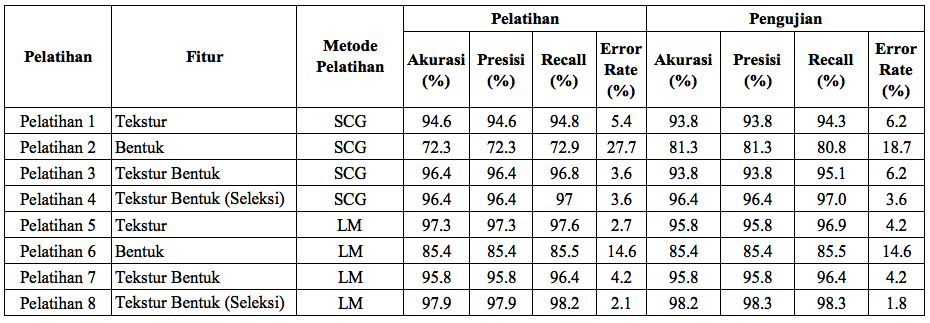 Pelatihan Fitur Metode Pelatihan Pelatihan Pengujian
Akurasi (%) Presisi (%) Recall (%) Error Rate (%) Akurasi (%) Presisi (%) Recall (%) Error Rate (%)
Pelatihan 1 Tekstur SCG 94.6 94.6 94.8 5.4 93.8 93.8 94.3 6.2
Pelatihan 2 Bentuk SCG 72.3 72.3 72.9 27.7 81.3 81.3 80.8 18.7
Pelatihan 3 Tekstur Bentuk SCG 96.4 96.4 96.8 3.6 93.8 93.8 95.1 6.2
Pelatihan 4 Tekstur Bentuk (Seleksi) SCG 96.4 96.4 97 3.6 96.4 96.4 97.0 3.6
Pelatihan 5 Tekstur LM 97.3 97.3 97.6 2.7 95.8 95.8 96.9 4.2
Pelatihan 6 Bentuk LM 85.4 85.4 85.5 14.6 85.4 85.4 85.5 14.6
Pelatihan 7 Tekstur Bentuk LM 95.8 95.8 96.4 4.2 95.8 95.8 96.4 4.2
Pelatihan 8 Tekstur Bentuk (Seleksi) LM 97.9 97.9 98.2 2.1 98.2 98.3 98.3 1.8